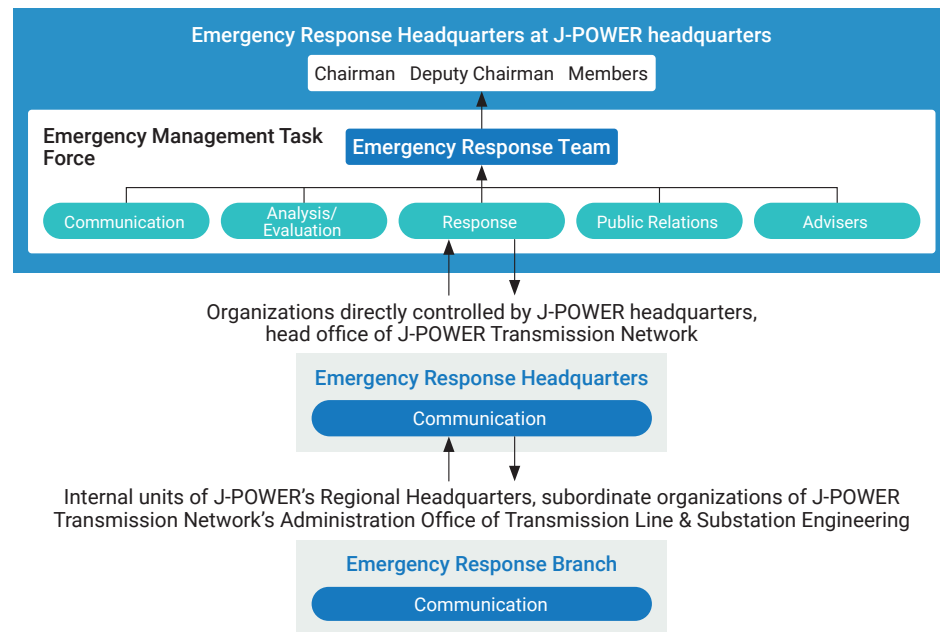 Emergency Response Headquarters at J-POWER headquarters
Chairman Deputy Chairman Members
Emergency Management Task
Force
Emergency Response Team
Communication
Analysis/
Evaluation
Response
Public Relations
Advisers
Organizations directly controlled by J-POWER headquarters,
head office of J-POWER Transmission Network
Emergency Response Headquarters
Communication
Internal units of J-POWER’s Regional Headquarters, subordinate organizations of J-POWER
Transmission Network’s Administration Office of Transmission Line & Substation Engineering
Emergency Response Branch
Communication